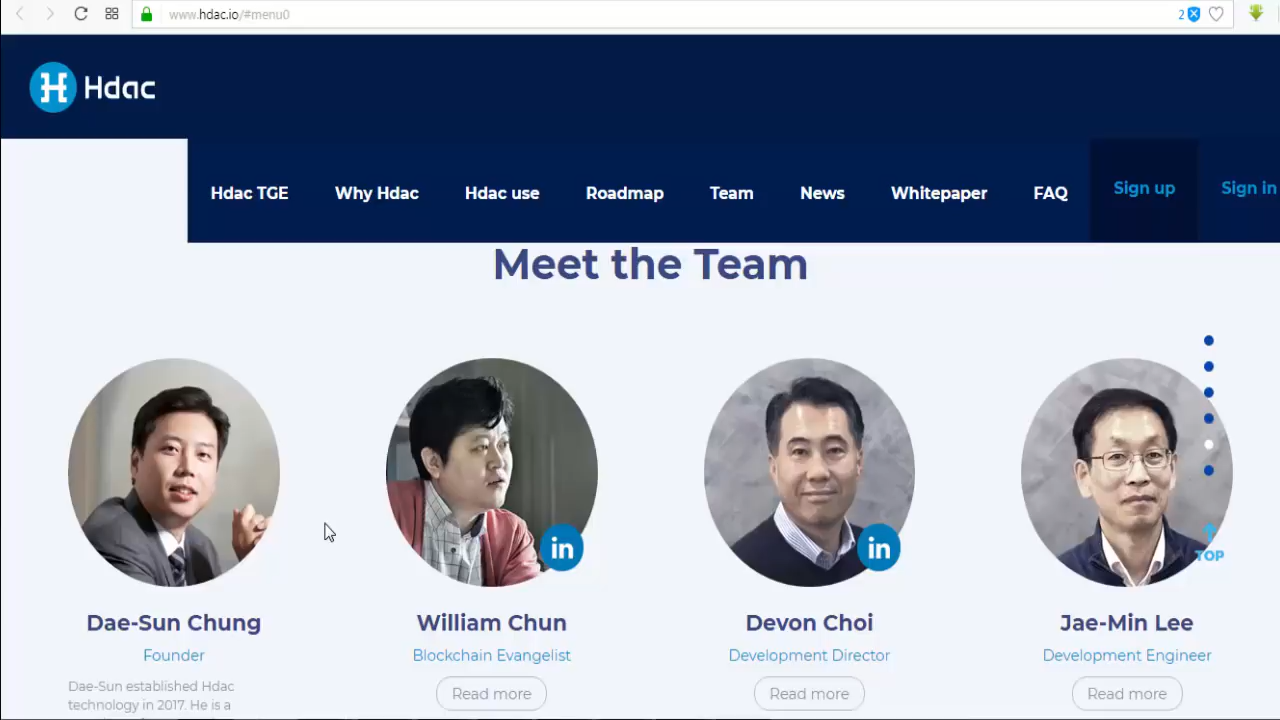 www.hdac.io/#menu0
2
Hdac
Hdac TGE Why Hdac Hdac use Roadmap Team News Whitepaper FAQ Sign up Sign in
Meet the Team
in in
TOP
Dae-Sun Chung William Chun Devon Choi Jae-Min Lee
Founder Blockchain Evangelist Development Director Development Engineer
Dae-Sun established Hdac Read more Read more Read more
technology in 2017. He is a